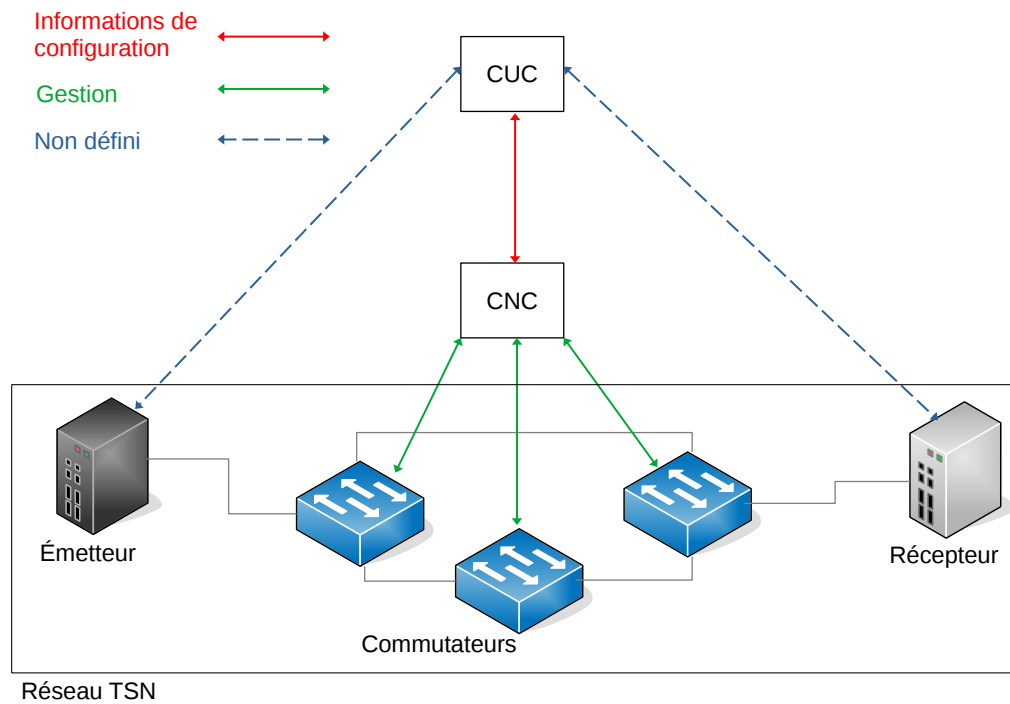 Informations de
configuration
Gestion
Non défini
CUC
CNC
Émetteur
Récepteur
Commutateurs
Réseau TSN